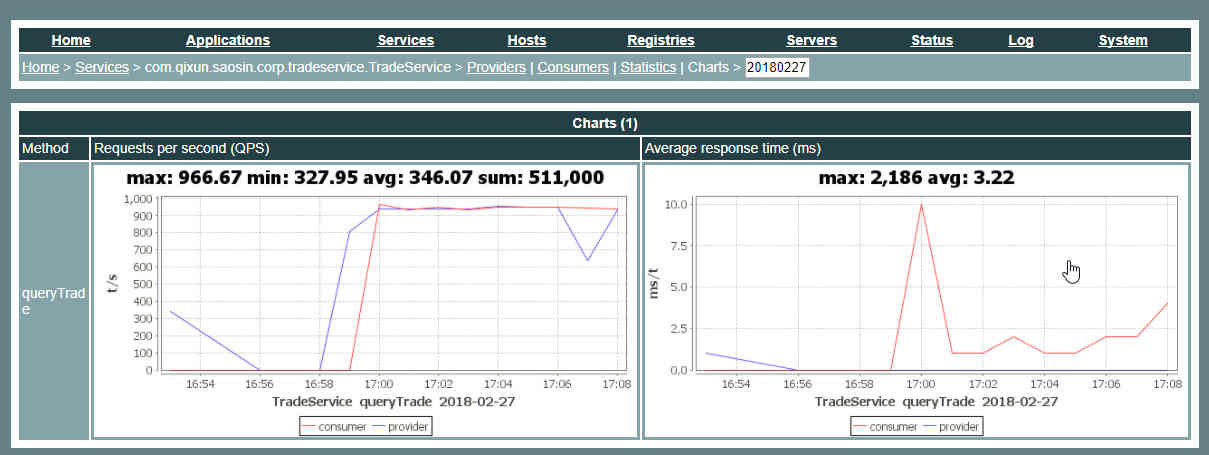 Home Applications Services Hosts Registries Servers Status Log System
Home > Services > com.qixun.saosin.corp.tradeservice.TradeService > Providers | Consumers | Statistics | Charts > 20180227
Charts (1)
Method Requests per second (QPS) Average response time (ms)
queryTrad
e
max: 966.67 min: 327.95 avg: 346.07 sum: 511,000
t/s
1,000
900
800
700
600
500
400
300
200
100
0
16:54 16:56 16:58 17:00 17:02 17:04 17:06 17:08
TradeService queryTrade 2018-02-27
consumer provider
max: 2,186 avg: 3.22
ms/t
10.0
7.5
5.0
2.5
0.0
16:54 16:56 16:58 17:00 17:02 17:04 17:06 17:08
TradeService queryTrade 2018-02-27
consumer provider